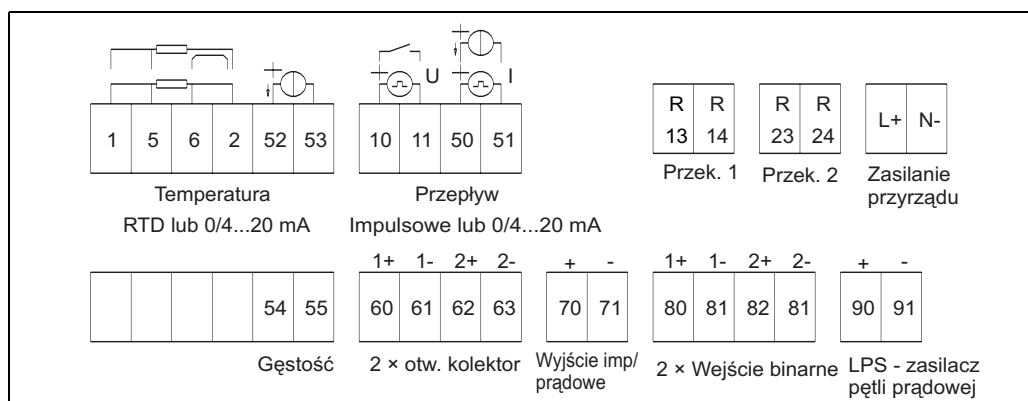 U I
1 5 6 2 52 53 10 11 50 51
R R R R
13 14 23 24 L+ N-
Temperatura
RTD lub 0/4...20 mA
Przepływ
Impulsowe lub 0/4...20 mA
Przek. 1 Przek. 2 Zasilanie
przyrządu
1+ 1- 2+ 2- + - 1+ 1- 2+ 2- + -
54 55 60 61 62 63 70 71 80 81 82 81 90 91
Gęstość
2 × otw. kolektor
Wyjście imp/
prądowe
2 × Wejście binarne
LPS - zasilacz
pętli prądowej